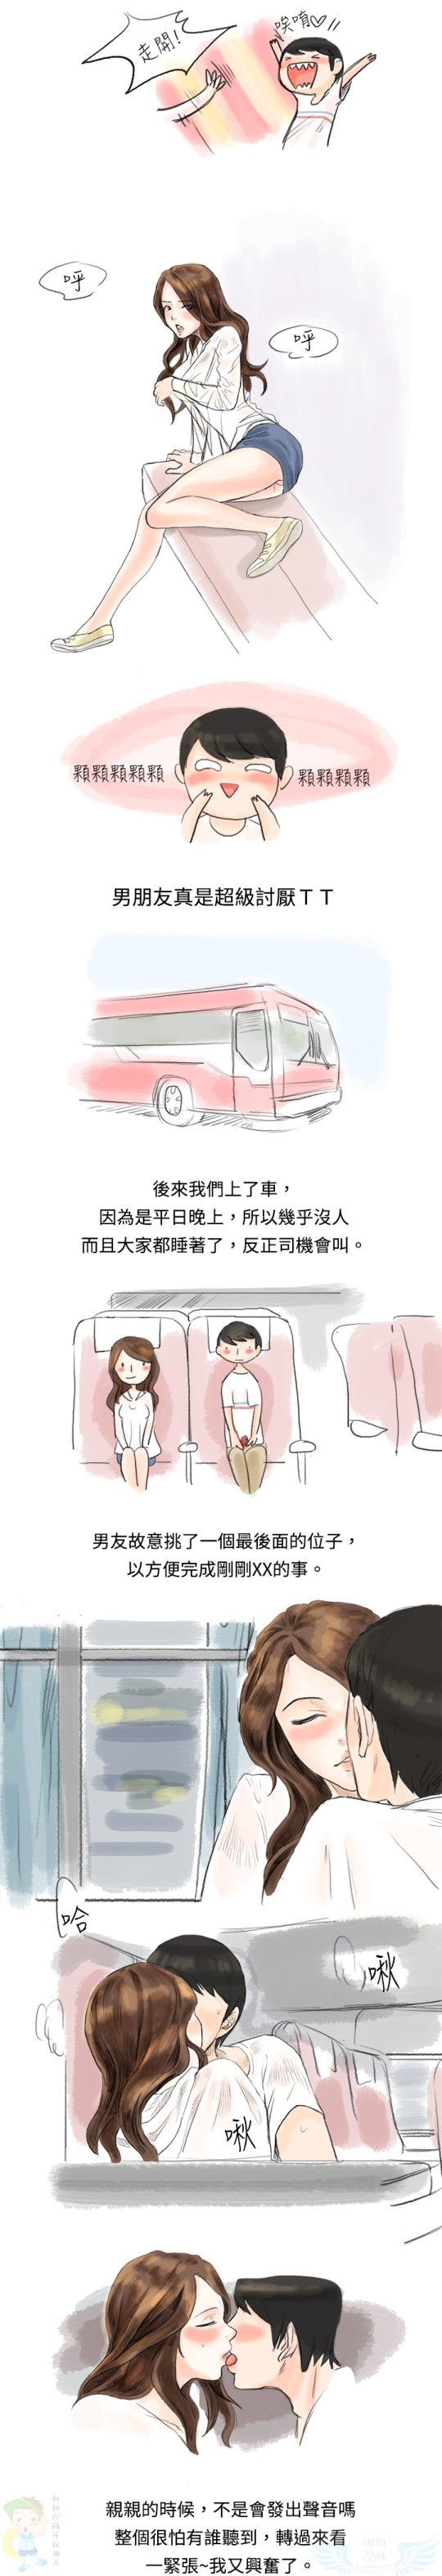 走開!
唉唷♡
呼
呼
顆顆顆顆顆
顆顆顆顆
男朋友真是超級討厭ＴＴ
後來我們上了車，
因為是平日晚上，所以幾乎沒人
而且大家都睡著了，反正司機會叫。
男友故意挑了一個最後面的位子，
以方便完成剛剛XX的事。
哈
啾
啾
親親的時候，不是會發出聲音嗎
整個很怕有誰聽到，轉過來看
一緊張~我又興奮了。